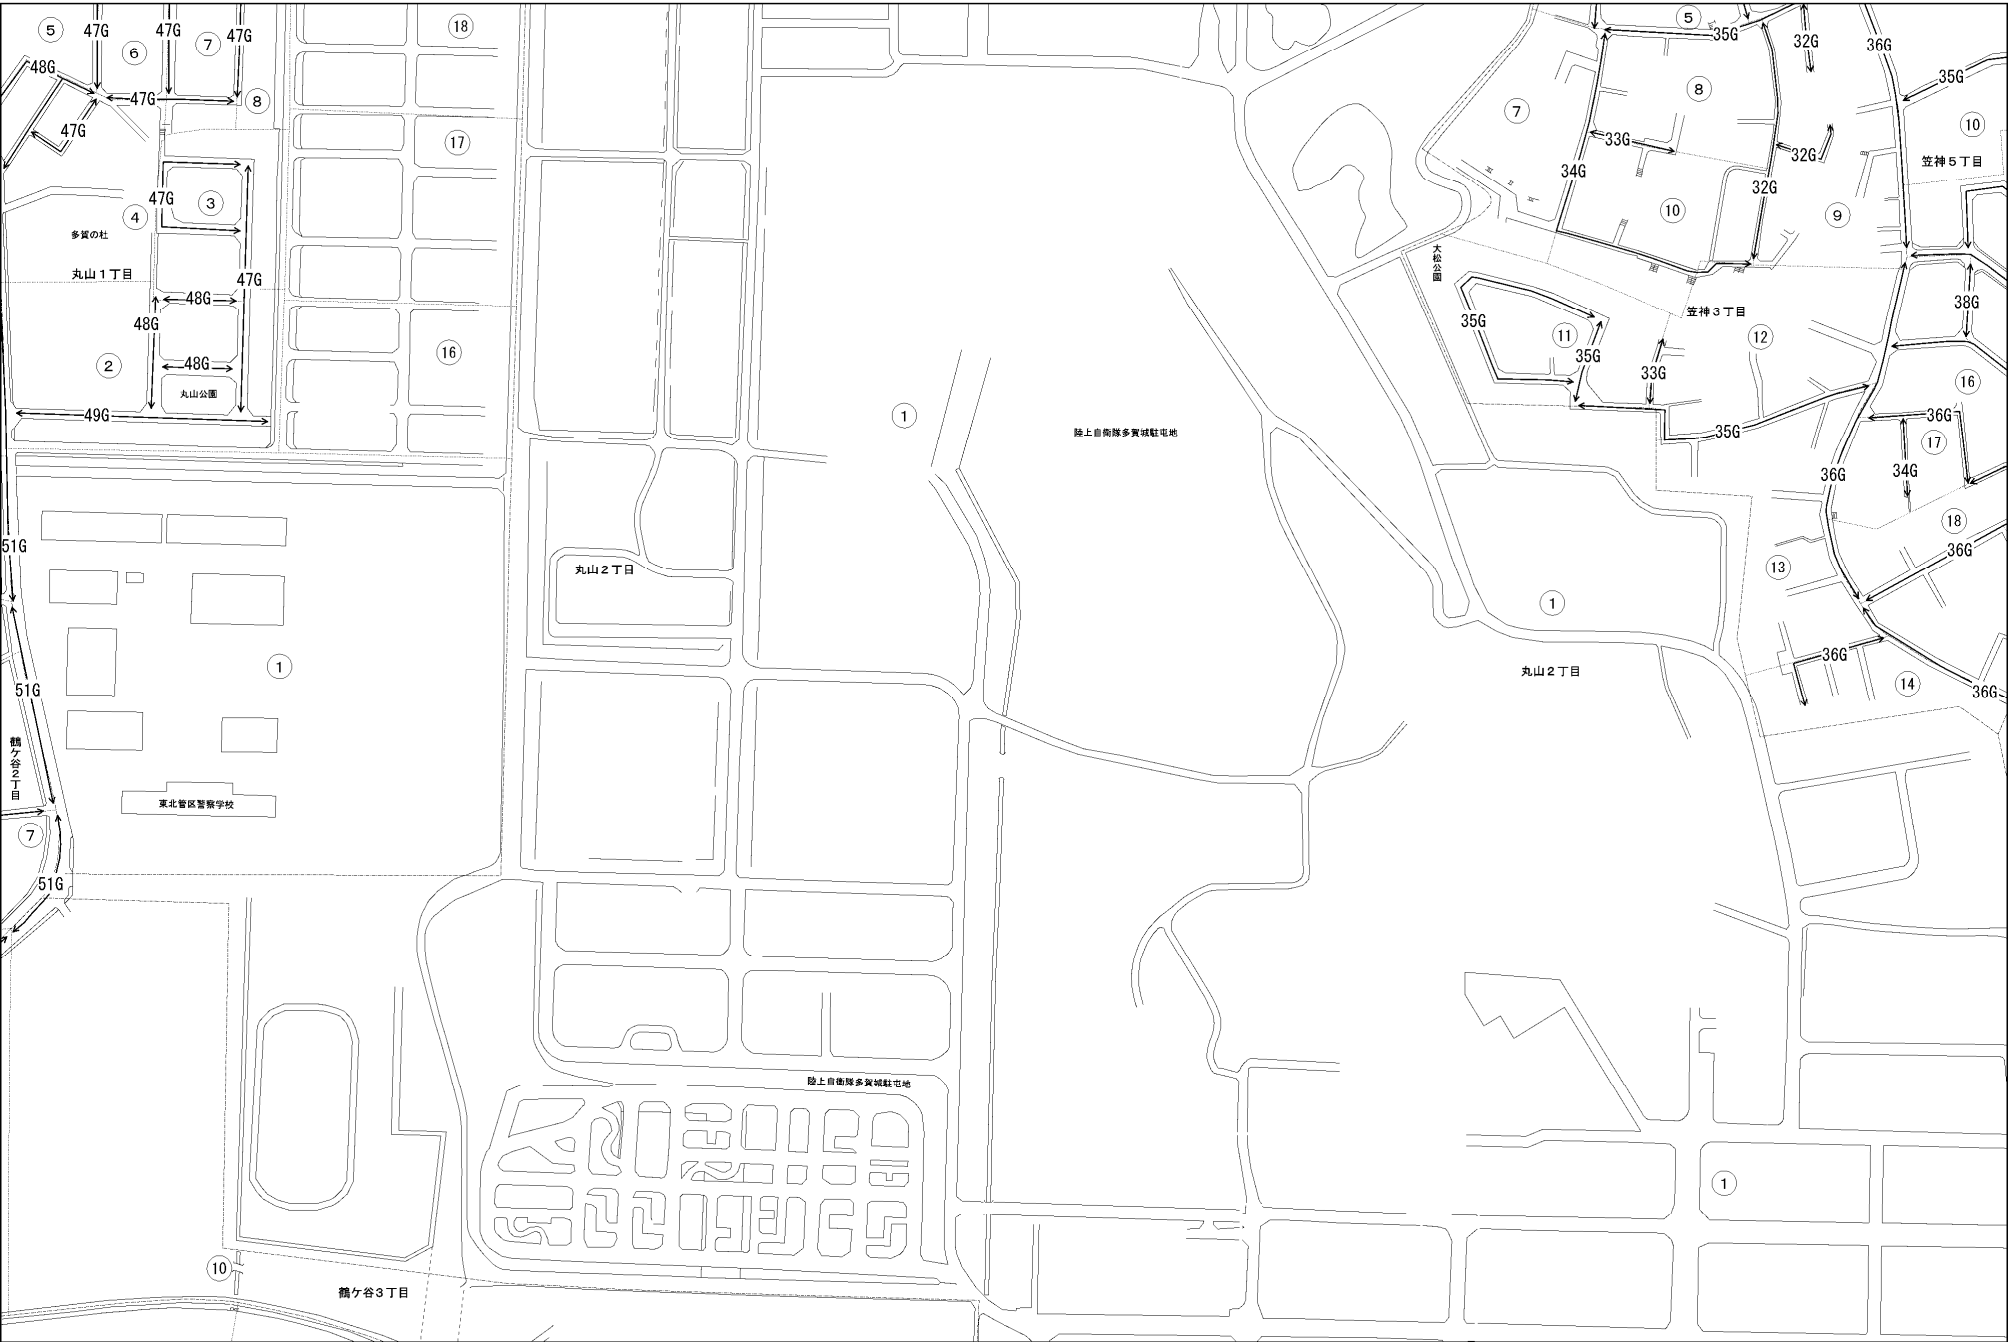 5
47G
6
47G
7
47G
18
5
35G
32G
36G
48G
35G
47G
8
8
7
10
47G
17
33G
32G
笠神５丁目
34G
32G
47G
3
4
10
9
多賀の杜
大松公園
丸山１丁目
47G
48G
38G
48G
35G
11
笠神３丁目
12
16
35G
2
48G
33G
16
丸山公園
49G
1
36G
陸上自衛隊多賀城駐屯地
35G
17
36G
34G
18
51G
36G
丸山２丁目
13
1
1
36G
丸山２丁目
51G
14
36G
鶴ケ谷２丁目
東北管区警察学校
7
51G
陸上自衛隊多賀城駐屯地
1
10
鶴ケ谷３丁目